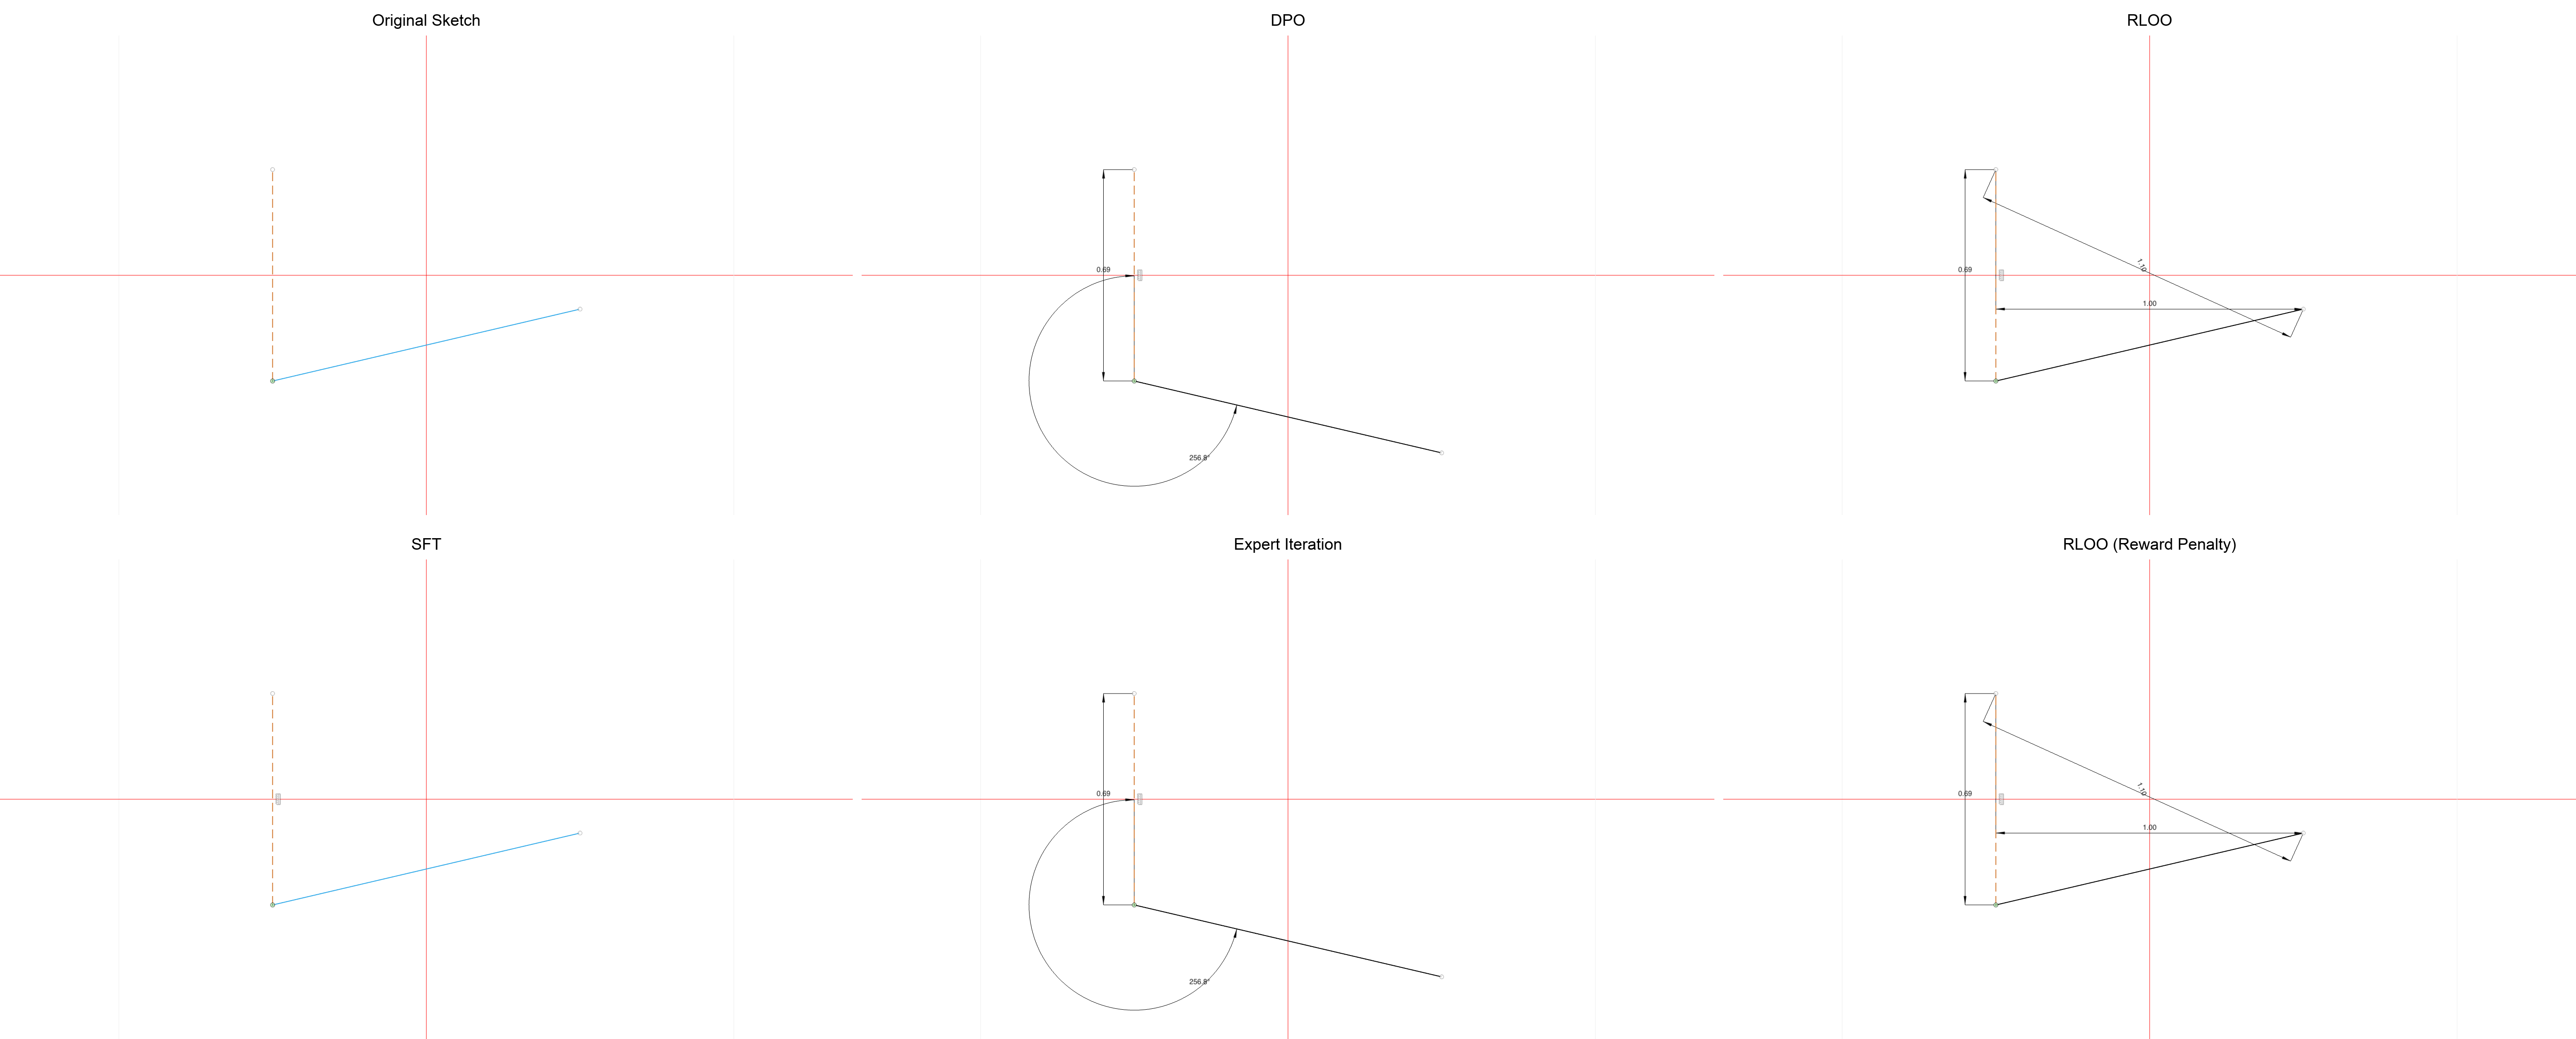 Original Sketch
DPO
RLOO
0.69
256.8°
0.69
1.10
1.00
SFT
Expert Iteration
RLOO (Reward Penalty)
0.69
256.8°
0.69
1.10
1.00